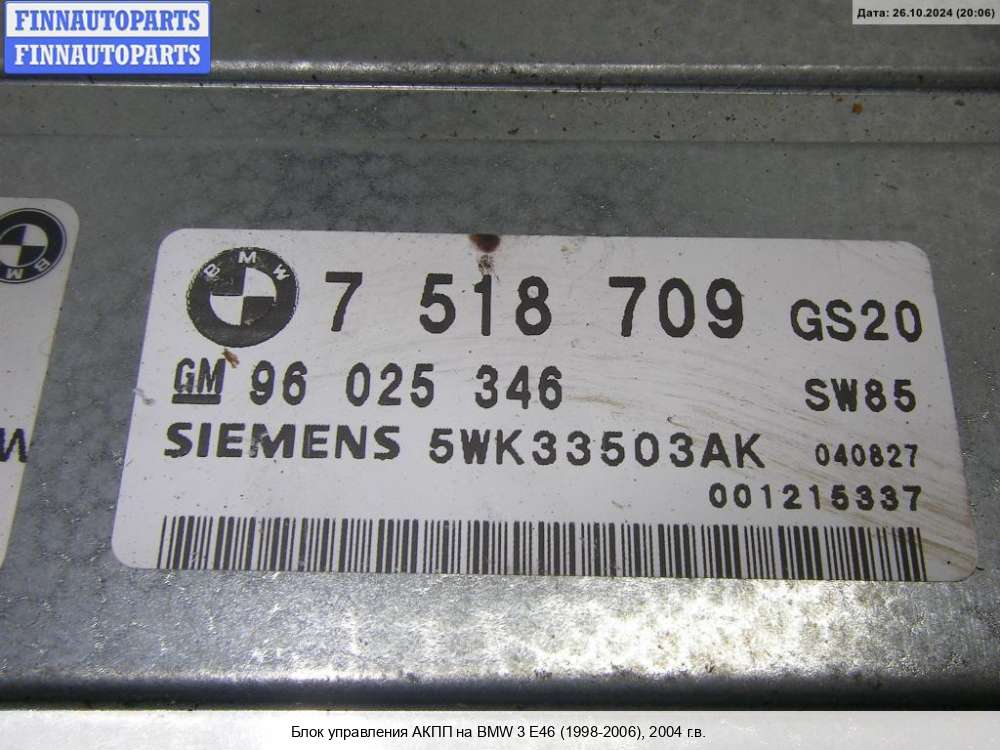 FINNAUTOPARTS
FINNAUTOPARTS
Дата: 26.10.2024 (20:06)
BMW
BMW 7 518 709 GS20
GM 96 025 346 SW85
SIEMENS 5WK33503AK 040827
001215337
Блок управления АКПП на BMW 3 E46 (1998-2006), 2004 г.в.